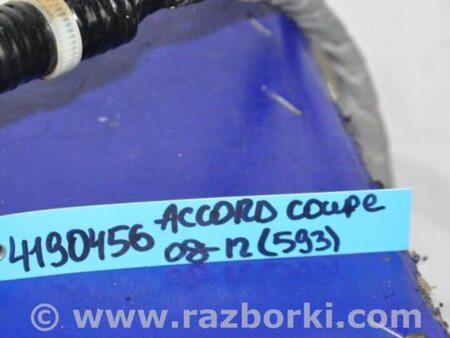 4190456 ACCORD coupe
08-12 (593)
www.razborki.com